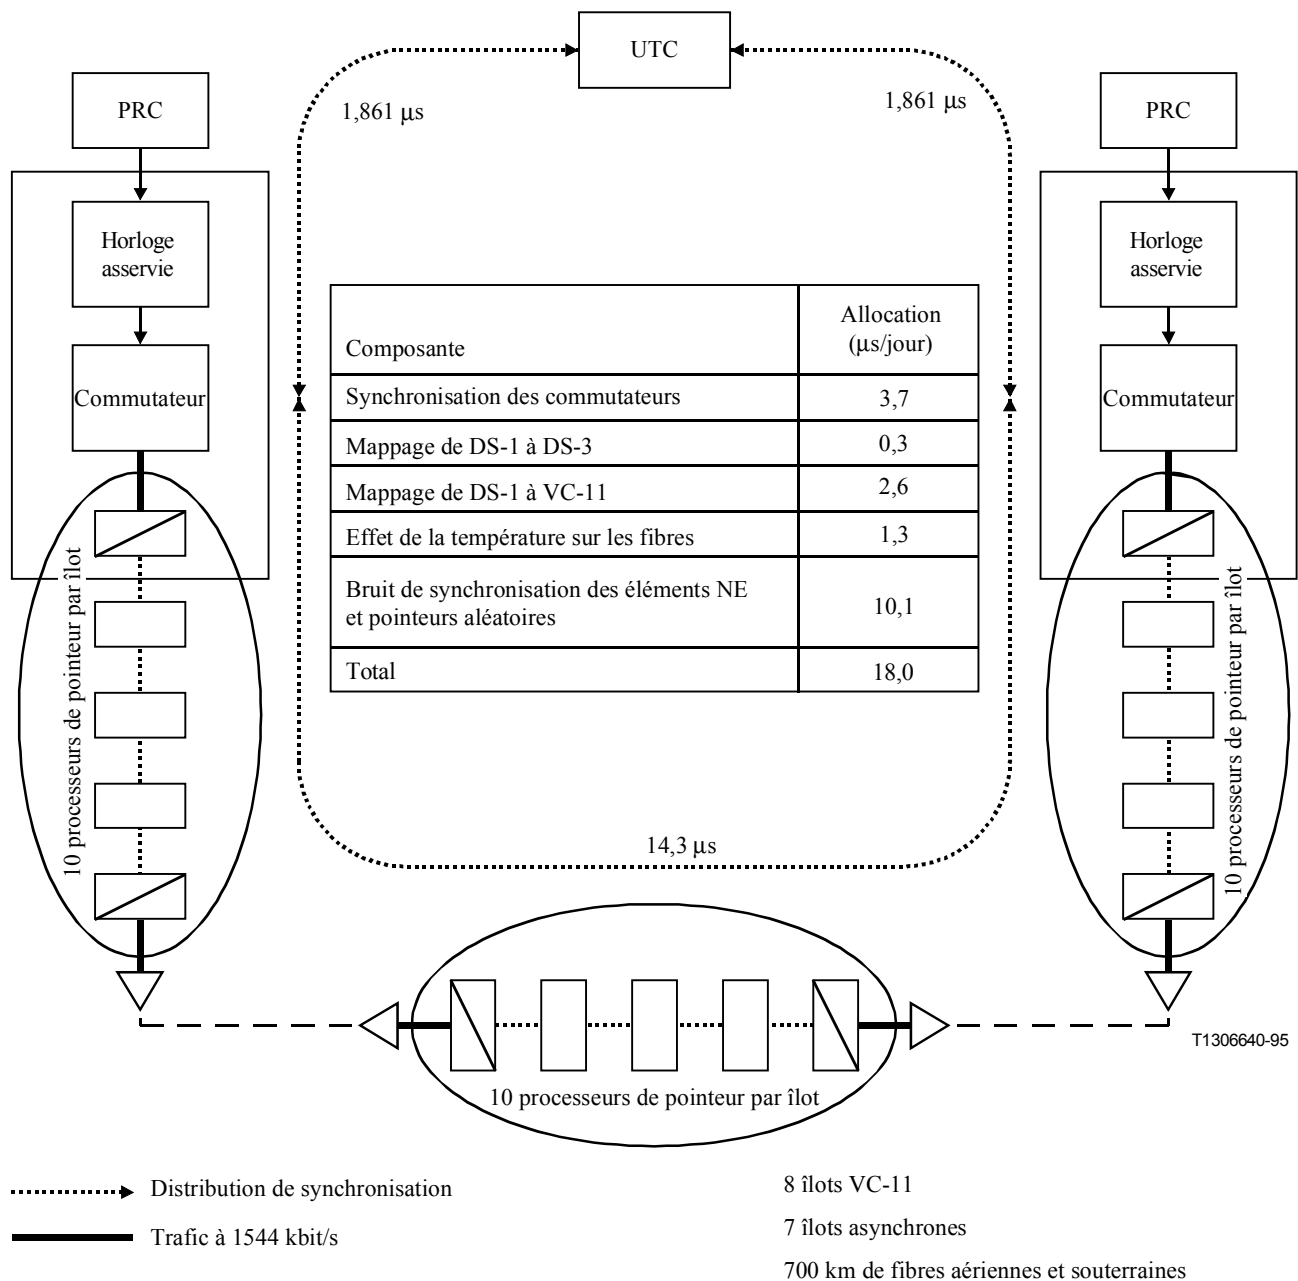 UTC
1,861 µs
1,861 µs
PRC
PRC
Horloge
asservie
Horloge
asservie
Commutateur
Commutateur
Composante
Allocation
(µs/jour)
Synchronisation des commutateurs
3,7
Mappage de DS-1 à DS-3
0,3
Mappage de DS-1 à VC-11
2,6
Effet de la température sur les fibres
1,3
Bruit de synchronisation des éléments NE
et pointeurs aléatoires
10,1
Total
18,0
10 processeurs de pointeur par îlot
10 processeurs de pointeur par îlot
14,3 µs
T1306640-95
10 processeurs de pointeur par îlot
Distribution de synchronisation
Trafic à 1544 kbit/s
8 îlots VC-11
7 îlots asynchrones
700 km de fibres aériennes et souterraines